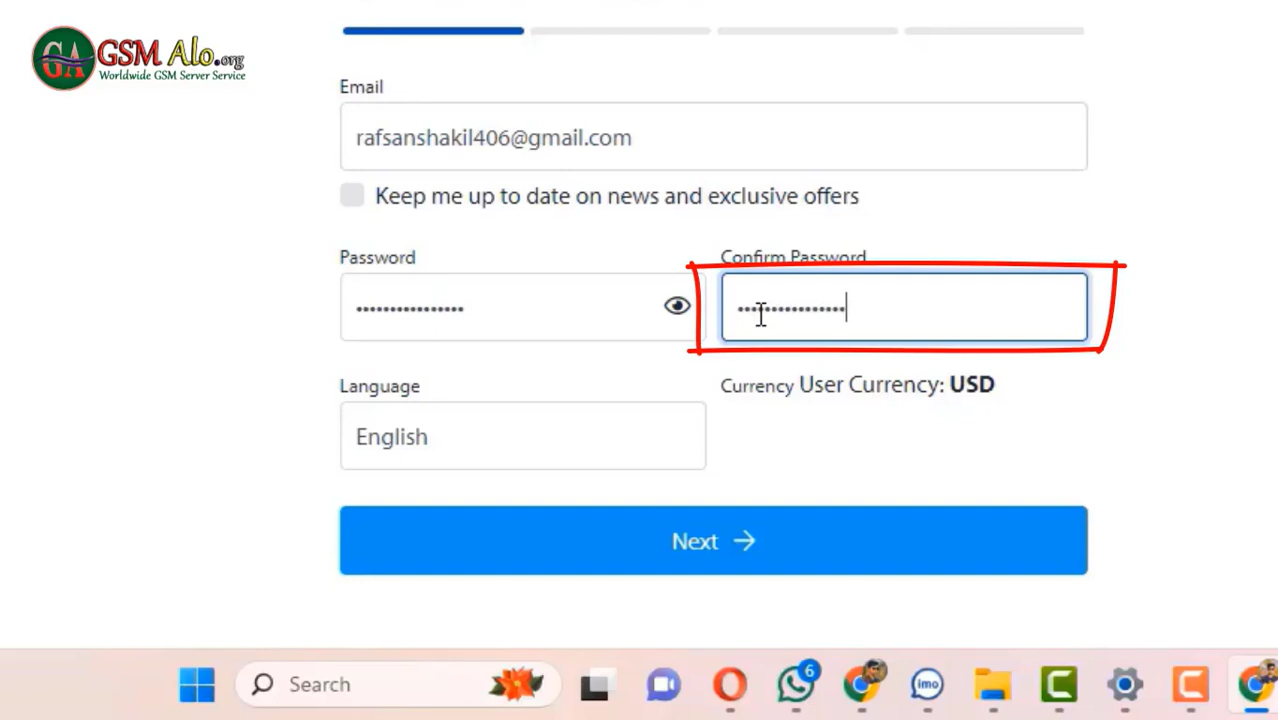 GSM Alo.org
Worldwide GSM Server Service
Email
rafsanshakil406@gmail.com
Keep me up to date on news and exclusive offers
Password
Confirm Password
••••••••••••••••
••••••••••••••••
Language
Currency User Currency: USD
English
Next →
Search
6
imo